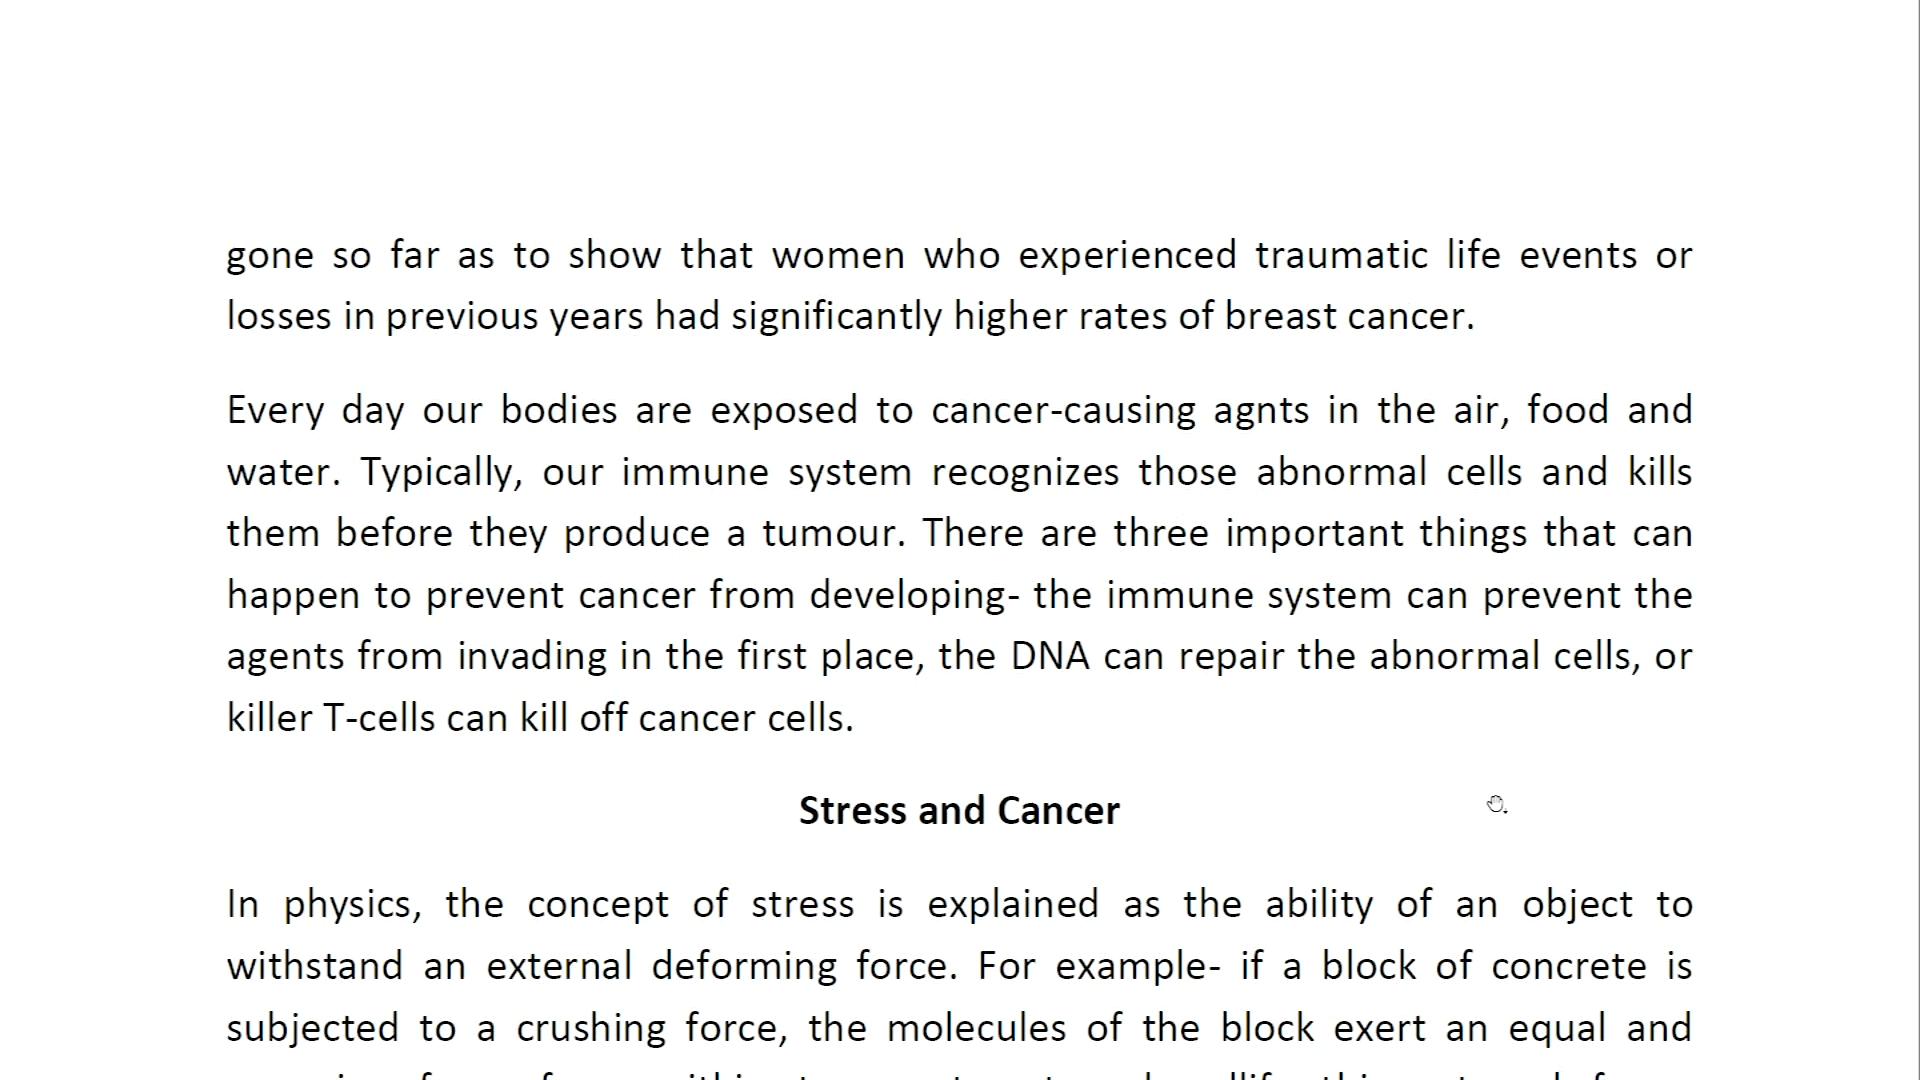 gone so far as to show that women who experienced traumatic life events or
losses in previous years had significantly higher rates of breast cancer.
Every day our bodies are exposed to cancer-causing agnts in the air, food and
water. Typically, our immune system recognizes those abnormal cells and kills
them before they produce a tumour. There are three important things that can
happen to prevent cancer from developing- the immune system can prevent the
agents from invading in the first place, the DNA can repair the abnormal cells, or
killer T-cells can kill off cancer cells.
Stress and Cancer
In physics, the concept of stress is explained as the ability of an object to
withstand an external deforming force. For example- if a block of concrete is
subjected to a crushing force, the molecules of the block exert an equal and